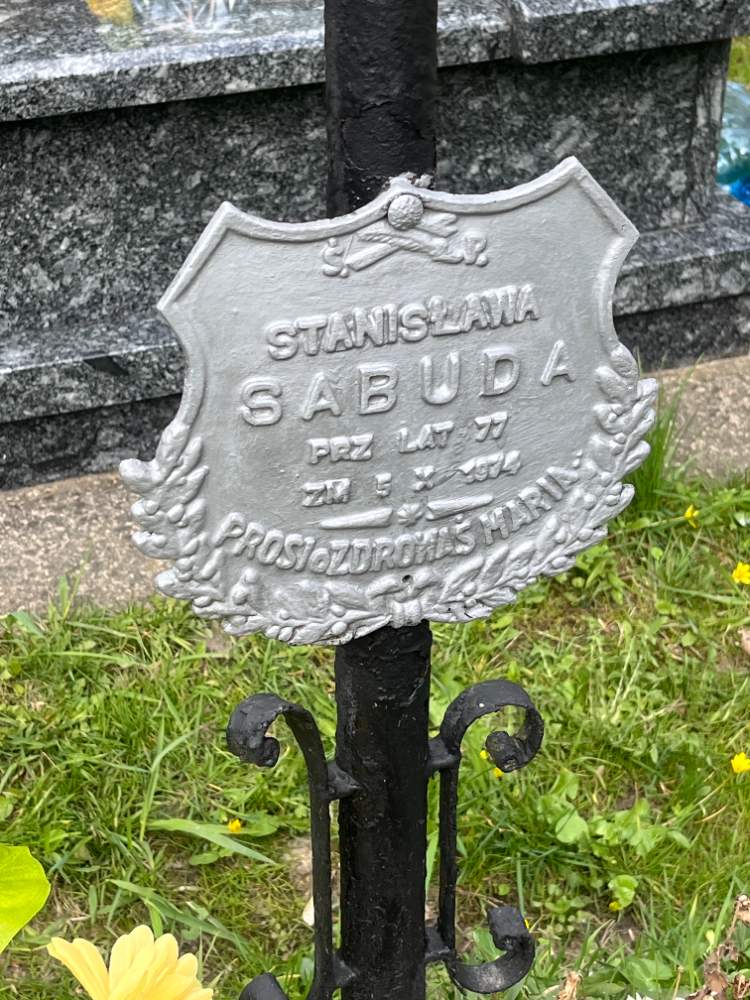 Ś. P.
STANISŁAWA
SABUDA
PRZ LAT 77
ZM 5 X 1974
PROSI o ZDROWAŚ MARIA